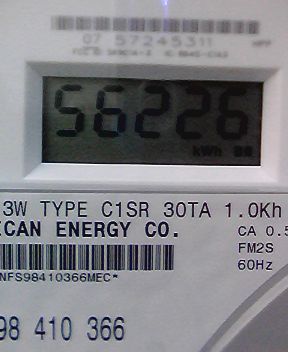 07 57245311
56226
kWh
3W TYPE C1SR 30TA 1.0Kh
ICAN ENERGY CO.
CA 0.5
FM2S
NFS98410366MEC*
60Hz
98 410 366